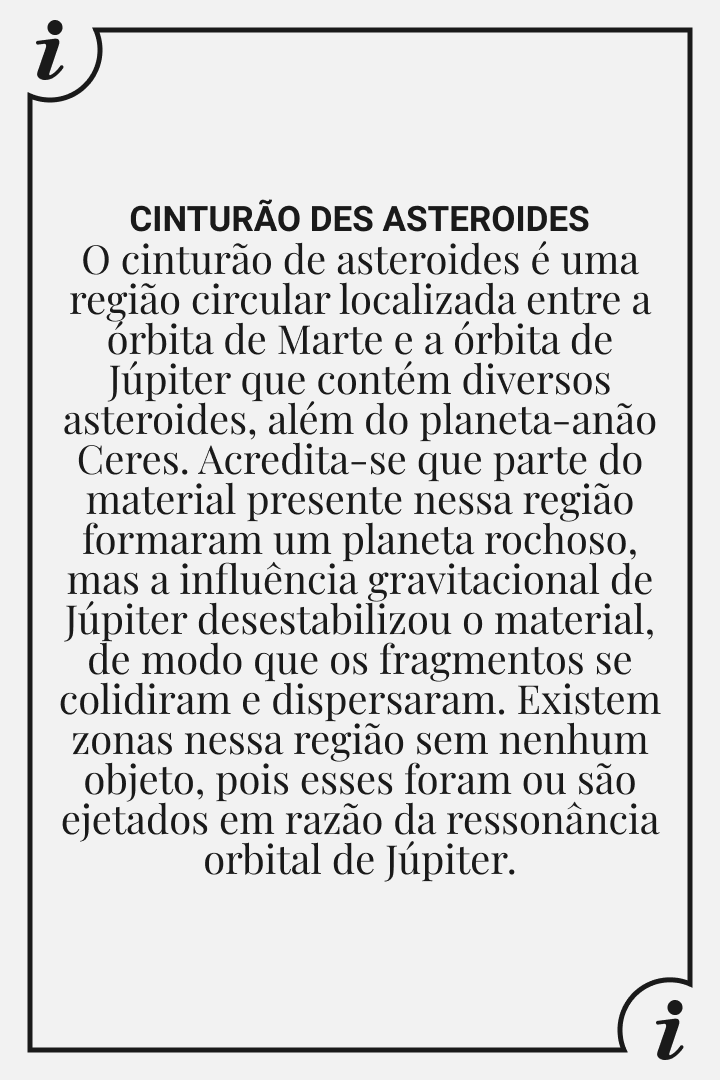 i
CINTURÃO DES ASTEROIDES
O cinturão de asteroides é uma
região circular localizada entre a
órbita de Marte e a órbita de
Júpiter que contém diversos
asteroides, além do planeta-anão
Ceres. Acredita-se que parte do
material presente nessa região
formaram um planeta rochoso,
mas a influência gravitacional de
Júpiter desestabilizou o material,
de modo que os fragmentos se
colidiram e dispersaram. Existem
zonas nessa região sem nenhum
objeto, pois esses foram ou são
ejetados em razão da ressonância
orbital de Júpiter.
i